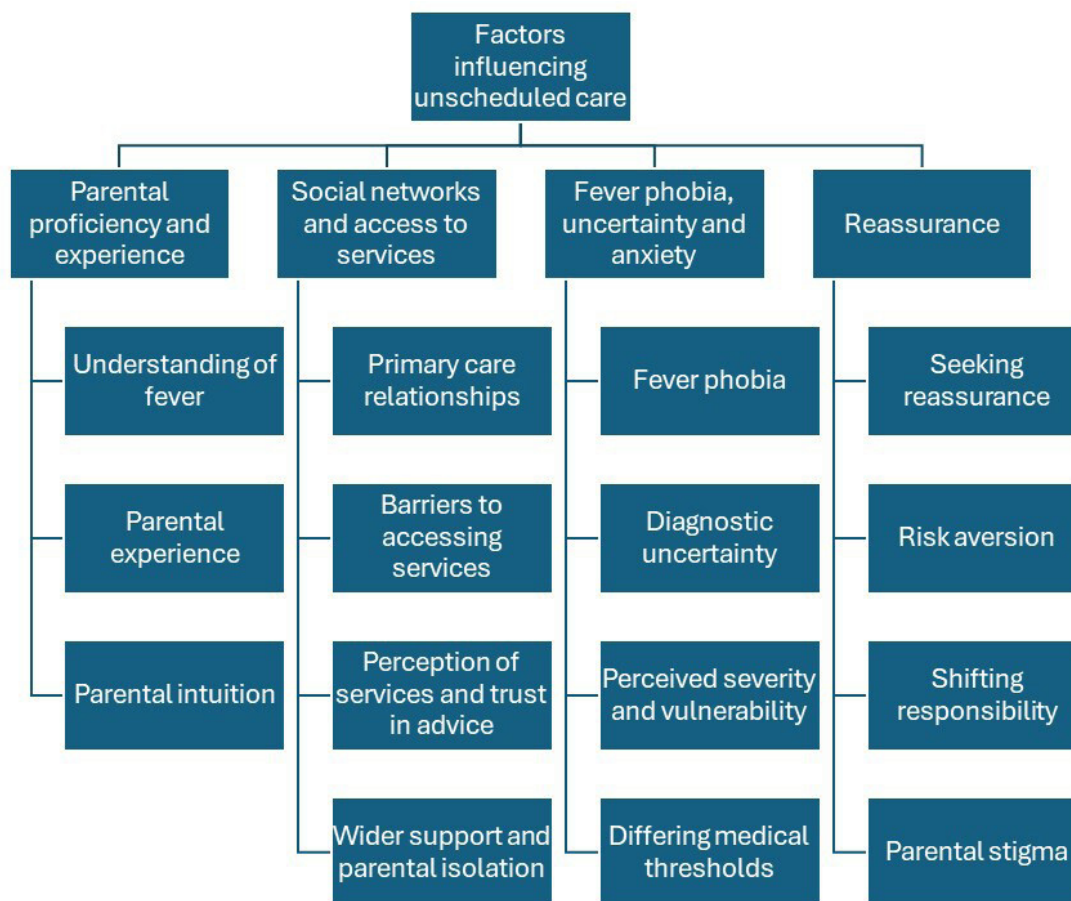 Factors
influencing
unscheduled care
Parental
proficiency and
experience
Social networks
and access to
services
Fever phobia,
uncertainty and
anxiety
Reassurance
Understanding of
fever
Parental
experience
Parental intuition
Primary care
relationships
Barriers to
accessing
services
Perception of
services and trust
in advice
Wider support and
parental isolation
Fever phobia
Diagnostic
uncertainty
Perceived severity
and vulnerability
Differing medical
thresholds
Seeking
reassurance
Risk aversion
Shifting
responsibility
Parental stigma